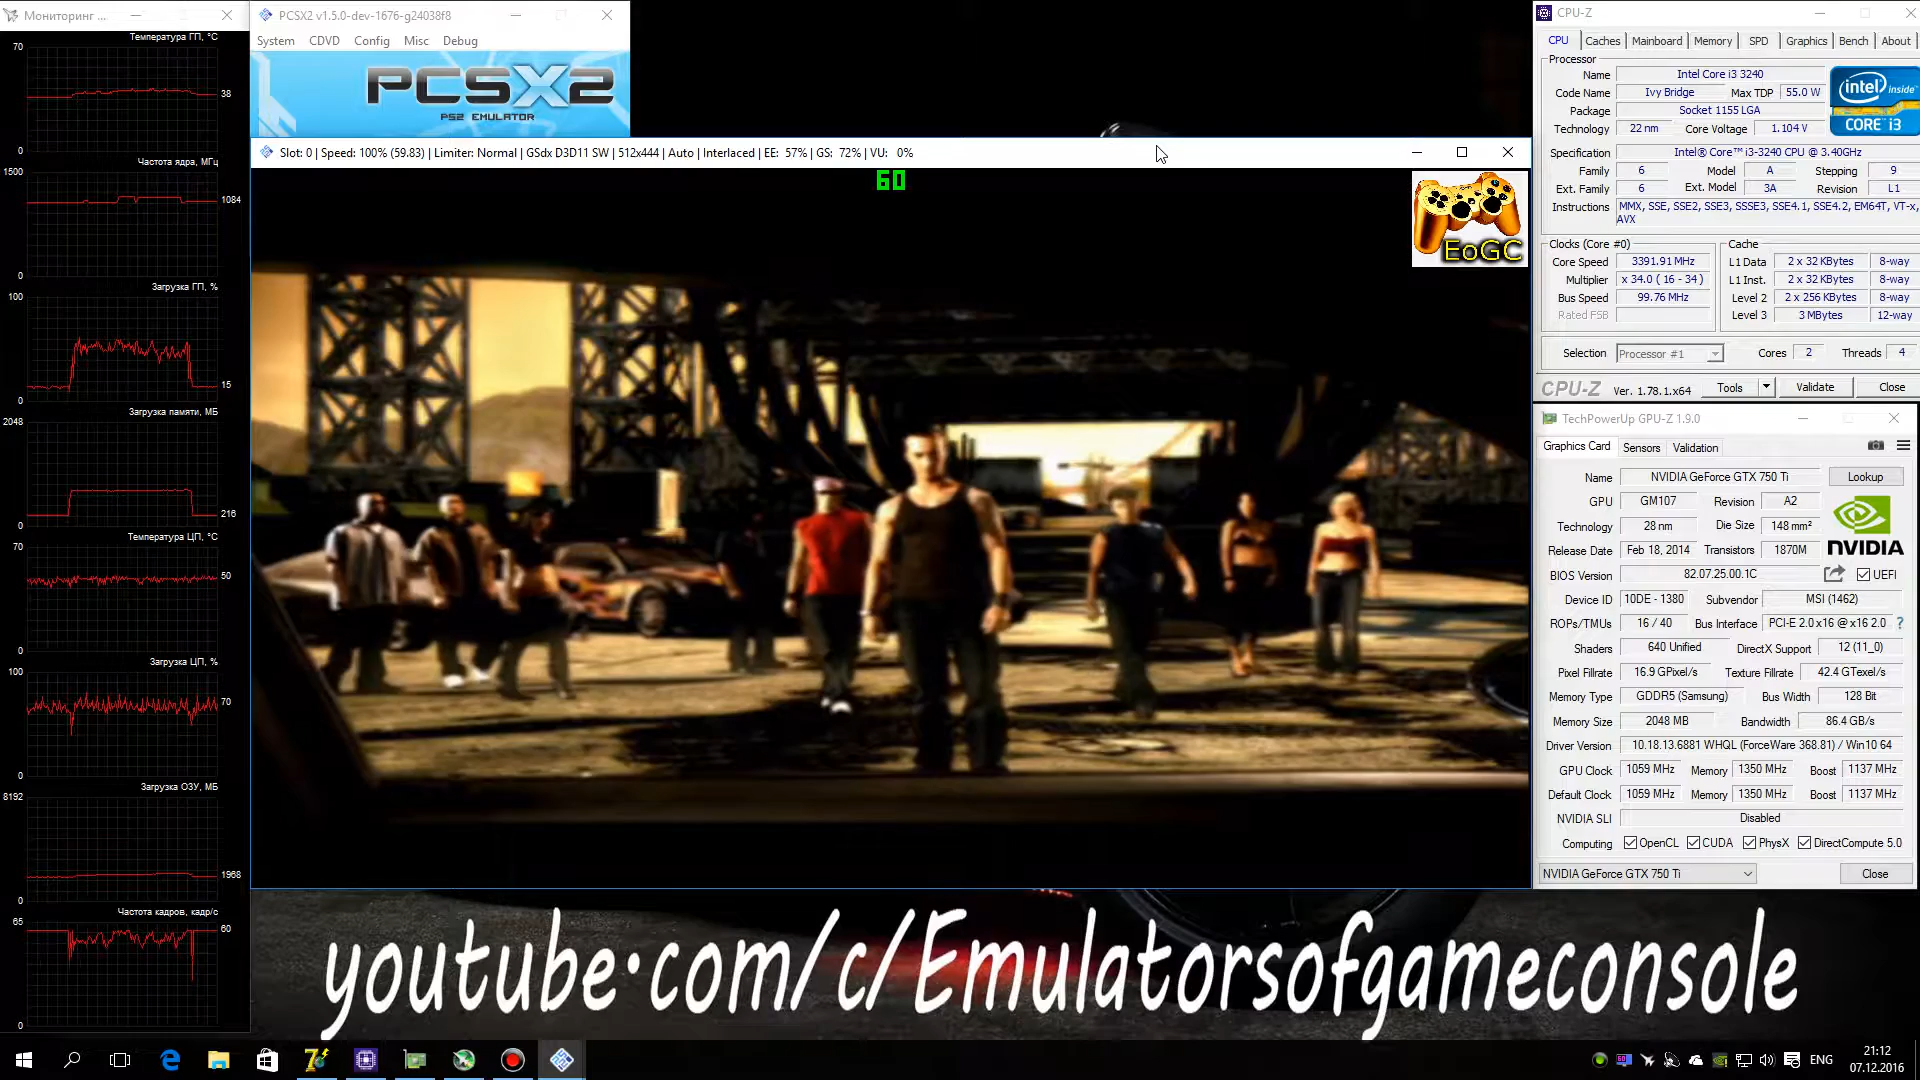 Мониторинг ...
Температура ГП, °C
70
38
0
Частота ядра, МГц
1500
1084
0
Загрузка ГП, %
100
15
0
Загрузка памяти, МБ
2048
216
0
Температура ЦП, °C
70
50
0
Загрузка ЦП, %
100
70
0
Загрузка ОЗУ, МБ
8192
1968
0
Частота кадров, кадр/с
65
60
0
PCSX2 v1.5.0-dev-1676-g24038f8
System CDVD Config Misc Debug
PCSX2
PS2 EMULATOR
Slot: 0 | Speed: 100% (59.83) | Limiter: Normal | GSdx D3D11 SW | 512x444 | Auto | Interlaced | EE: 57% | GS: 72% | VU: 0%
60
EoGC
CPU-Z
CPU Caches Mainboard Memory SPD Graphics Bench About
Processor
Name Intel Core i3 3240
Code Name Ivy Bridge Max TDP 55.0 W
Package Socket 1155 LGA
Technology 22 nm Core Voltage 1.104 V
intel inside
CORE i3
Specification Intel® Core™ i3-3240 CPU @ 3.40GHz
Family 6 Model A Stepping 9
Ext. Family 6 Ext. Model 3A Revision L1
Instructions MMX, SSE, SSE2, SSE3, SSSE3, SSE4.1, SSE4.2, EM64T, VT-x,
AVX
Clocks (Core #0) Cache
Core Speed 3391.91 MHz L1 Data 2 x 32 KBytes 8-way
Multiplier x 34.0 ( 16 - 34 ) L1 Inst. 2 x 32 KBytes 8-way
Bus Speed 99.76 MHz Level 2 2 x 256 KBytes 8-way
Rated FSB Level 3 3 MBytes 12-way
Selection Processor #1 Cores 2 Threads 4
CPU-Z Ver. 1.78.1.x64 Tools Validate Close
TechPowerUp GPU-Z 1.9.0
Graphics Card Sensors Validation
Name NVIDIA GeForce GTX 750 Ti Lookup
GPU GM107 Revision A2
Technology 28 nm Die Size 148 mm²
Release Date Feb 18, 2014 Transistors 1870M
NVIDIA
BIOS Version 82.07.25.00.1C UEFI
Device ID 10DE - 1380 Subvendor MSI (1462)
ROPs/TMUs 16 / 40 Bus Interface PCI-E 2.0 x16 @ x16 2.0 ?
Shaders 640 Unified DirectX Support 12 (11_0)
Pixel Fillrate 16.9 GPixel/s Texture Fillrate 42.4 GTexel/s
Memory Type GDDR5 (Samsung) Bus Width 128 Bit
Memory Size 2048 MB Bandwidth 86.4 GB/s
Driver Version 10.18.13.6881 WHQL (ForceWare 368.81) / Win10 64
GPU Clock 1059 MHz Memory 1350 MHz Boost 1137 MHz
Default Clock 1059 MHz Memory 1350 MHz Boost 1137 MHz
NVIDIA SLI Disabled
Computing OpenCL CUDA PhysX DirectCompute 5.0
NVIDIA GeForce GTX 750 Ti Close
youtube.com/c/Emulatorsofgameconsole
ENG
21:12
07.12.2016